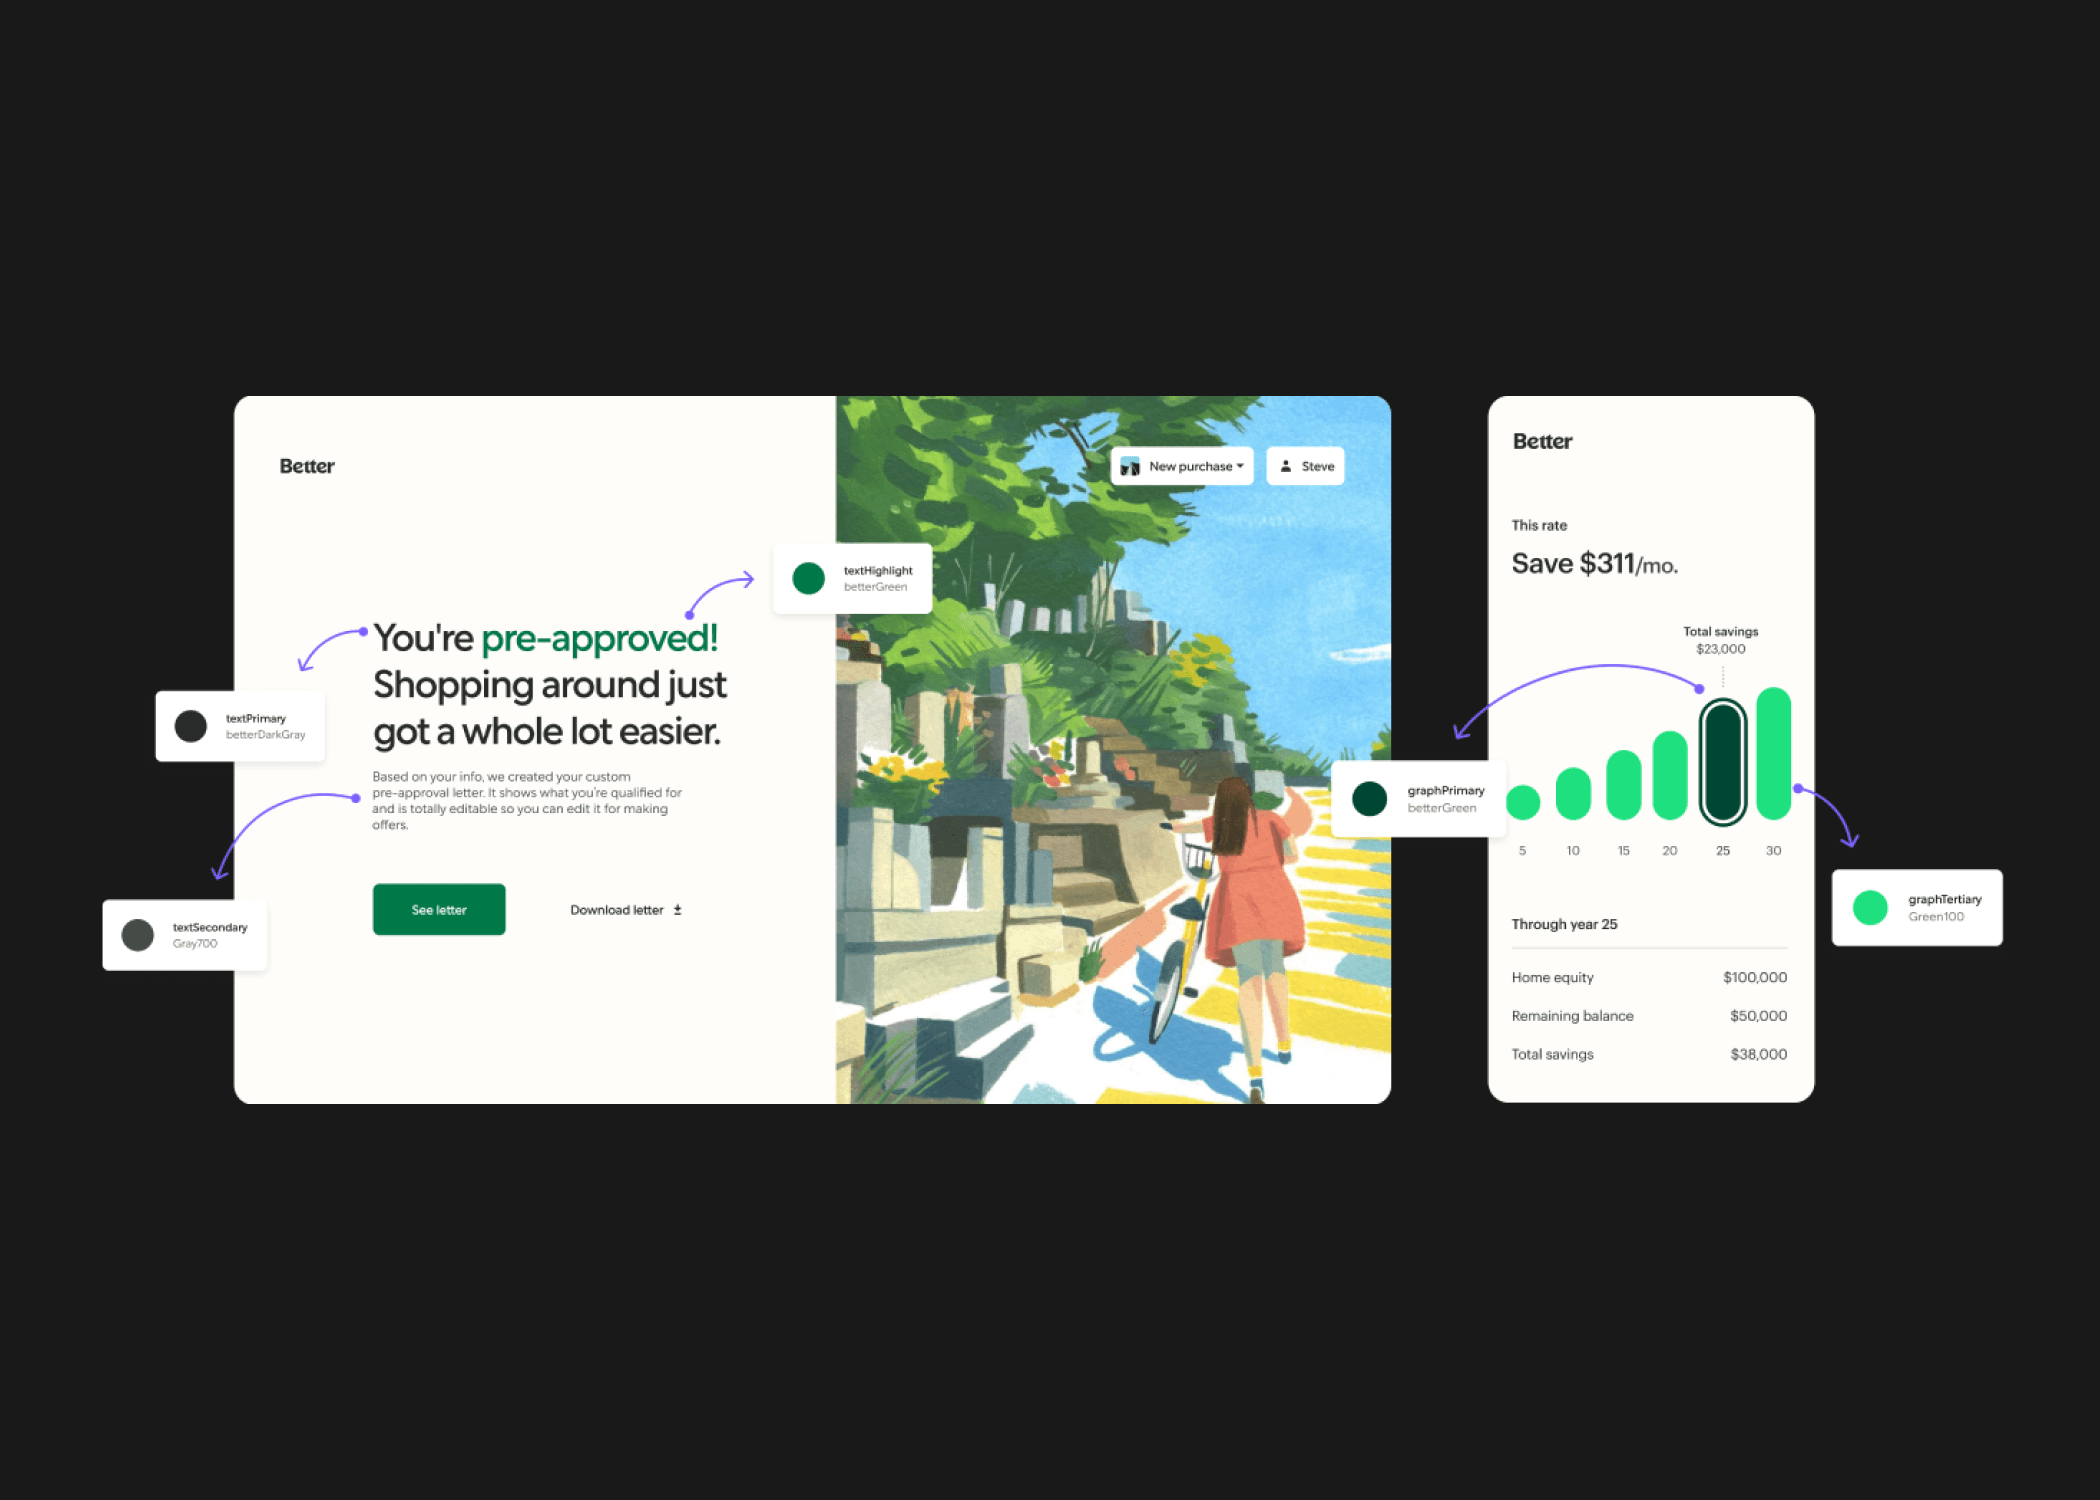 Better
New purchase
Steve
textHighlight
betterGreen
You're pre-approved!
Shopping around just
got a whole lot easier.
textPrimary
betterDarkGray
Based on your info, we created your custom
pre-approval letter. It shows what you're qualified for
and is totally editable so you can edit it for making
offers.
textSecondary
Gray700
See letter
Download letter
Better
This rate
Save $311/mo.
Total savings
$23,000
graphPrimary
betterGreen
5 10 15 20 25 30
graphTertiary
Green100
Through year 25
Home equity $100,000
Remaining balance $50,000
Total savings $38,000